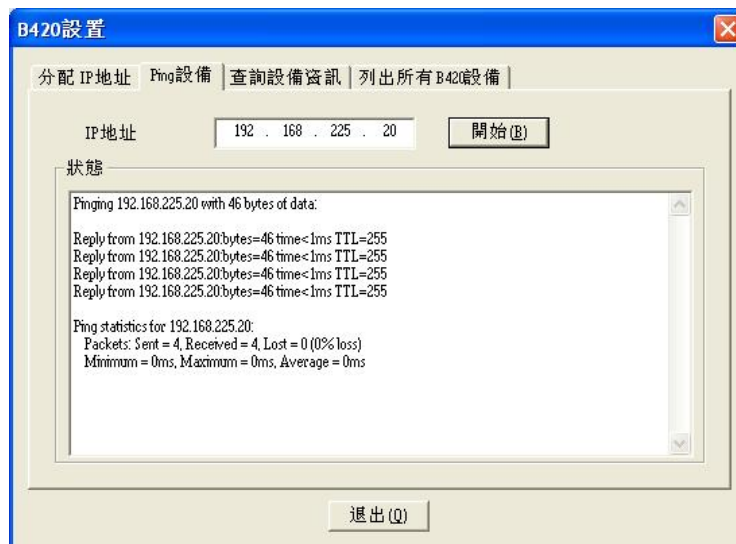 B420設置
分配 IP地址 Ping設備 查詢設備資訊 列出所有B420設備
IP地址 192 . 168 . 225 . 20 開始(B)
狀態
Pinging 192.168.225.20 with 46 bytes of data:
Reply from 192.168.225.20:bytes=46 time<1ms TTL=255
Reply from 192.168.225.20:bytes=46 time<1ms TTL=255
Reply from 192.168.225.20:bytes=46 time<1ms TTL=255
Reply from 192.168.225.20:bytes=46 time<1ms TTL=255
Ping statistics for 192.168.225.20:
Packets: Sent = 4, Received = 4, Lost = 0 (0% loss)
Minimum = 0ms, Maximum = 0ms, Average = 0ms
退出(Q)